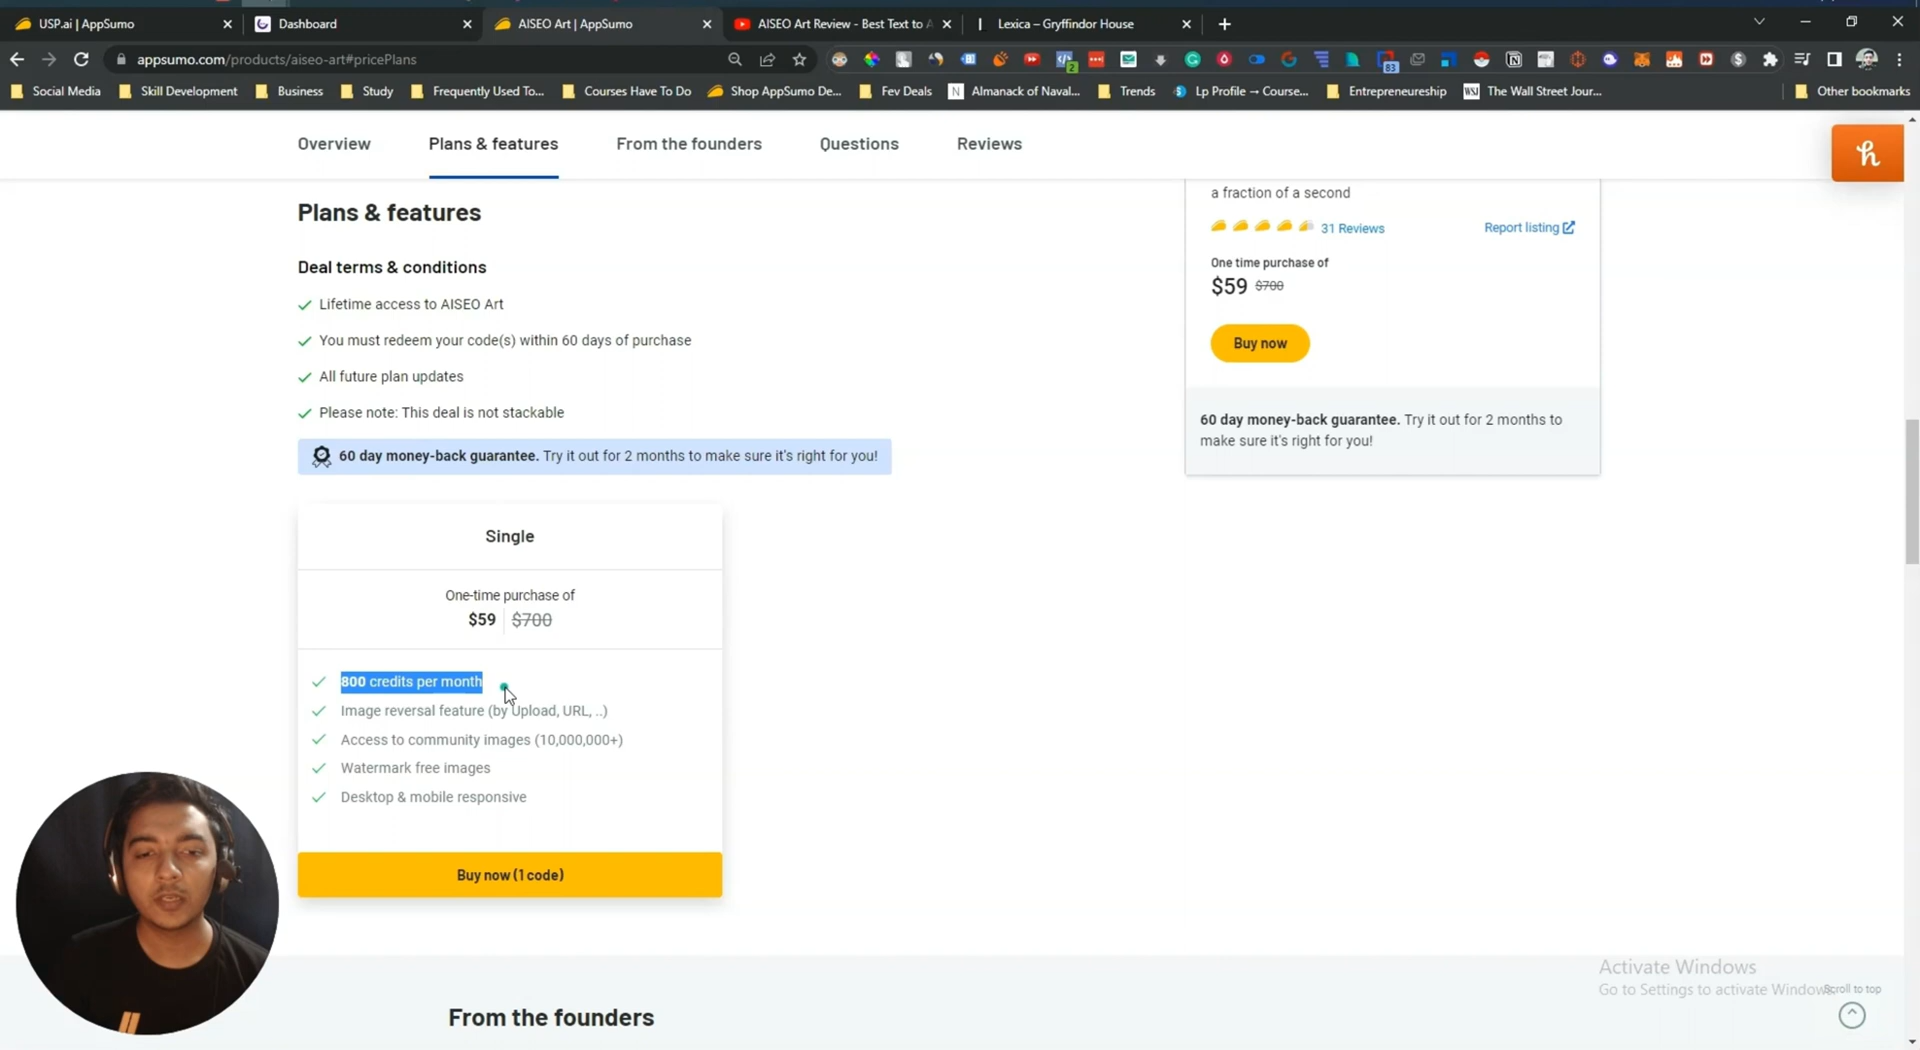 USP.ai | AppSumo
Dashboard
AISEO Art | AppSumo
AISEO Art Review - Best Text to A
Lexica – Gryffindor House
appsumo.com/products/aiseo-art#pricePlans
2
83
Social Media
Skill Development
Business
Study
Frequently Used To...
Courses Have To Do
Shop AppSumo De...
Fev Deals
Almanack of Naval...
Trends
Lp Profile → Course...
Entrepreneureship
WSJ The Wall Street Jour...
Other bookmarks
Overview
Plans & features
From the founders
Questions
Reviews
h
Plans & features
Deal terms & conditions
Lifetime access to AISEO Art
You must redeem your code(s) within 60 days of purchase
All future plan updates
Please note: This deal is not stackable
60 day money-back guarantee. Try it out for 2 months to make sure it's right for you!
a fraction of a second
31 Reviews
Report listing
One time purchase of
$59 $700
Buy now
60 day money-back guarantee. Try it out for 2 months to
make sure it's right for you!
Single
One-time purchase of
$59 $700
800 credits per month
Image reversal feature (by Upload, URL, ..)
Access to community images (10,000,000+)
Watermark free images
Desktop & mobile responsive
Buy now (1 code)
From the founders
Activate Windows
Go to Settings to activate Windows.
Scroll to top